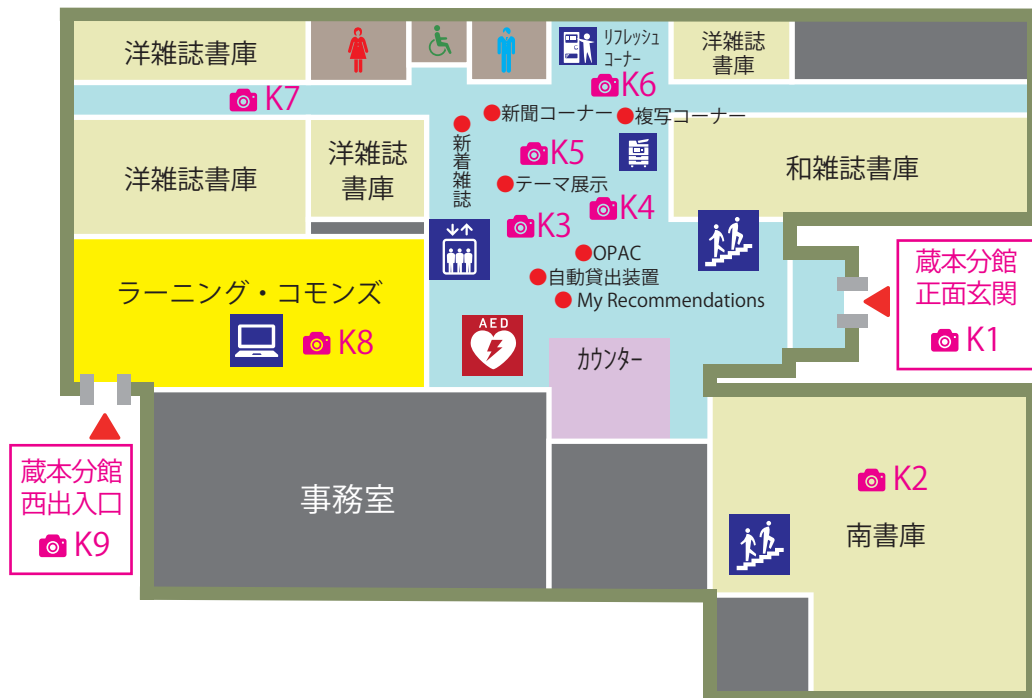 洋雑誌書庫
リフレッシュ
コーナー
洋雑誌
書庫
K7
K6
新聞コーナー
複写コーナー
新着雑誌
洋雑誌書庫
洋雑誌
書庫
K5
和雑誌書庫
テーマ展示
K4
K3
OPAC
自動貸出装置
My Recommendations
蔵本分館
正面玄関
K1
ラーニング・コモンズ
K8
AED
カウンター
蔵本分館
西出入口
K9
事務室
K2
南書庫